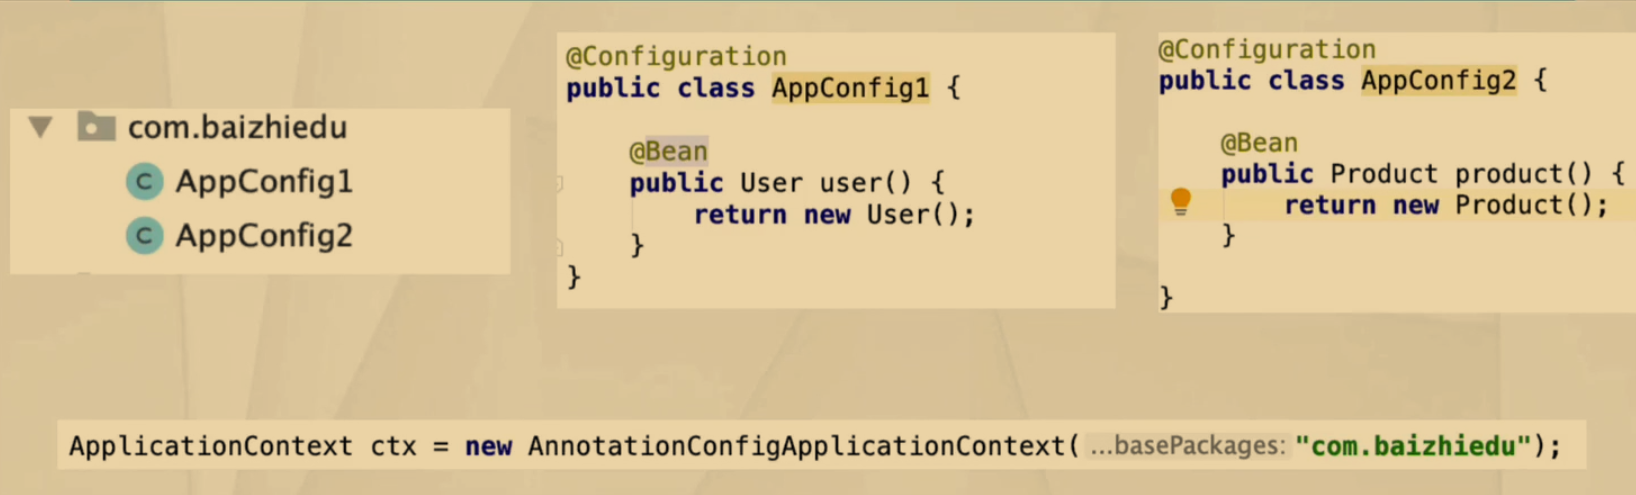 com.baizhiedu
C AppConfig1
C AppConfig2
@Configuration
public class AppConfig1 {
@Bean
public User user() {
return new User();
}
}
@Configuration
public class AppConfig2 {
@Bean
public Product product() {
return new Product();
}
}
ApplicationContext ctx = new AnnotationConfigApplicationContext( ...basePackages: "com.baizhiedu");